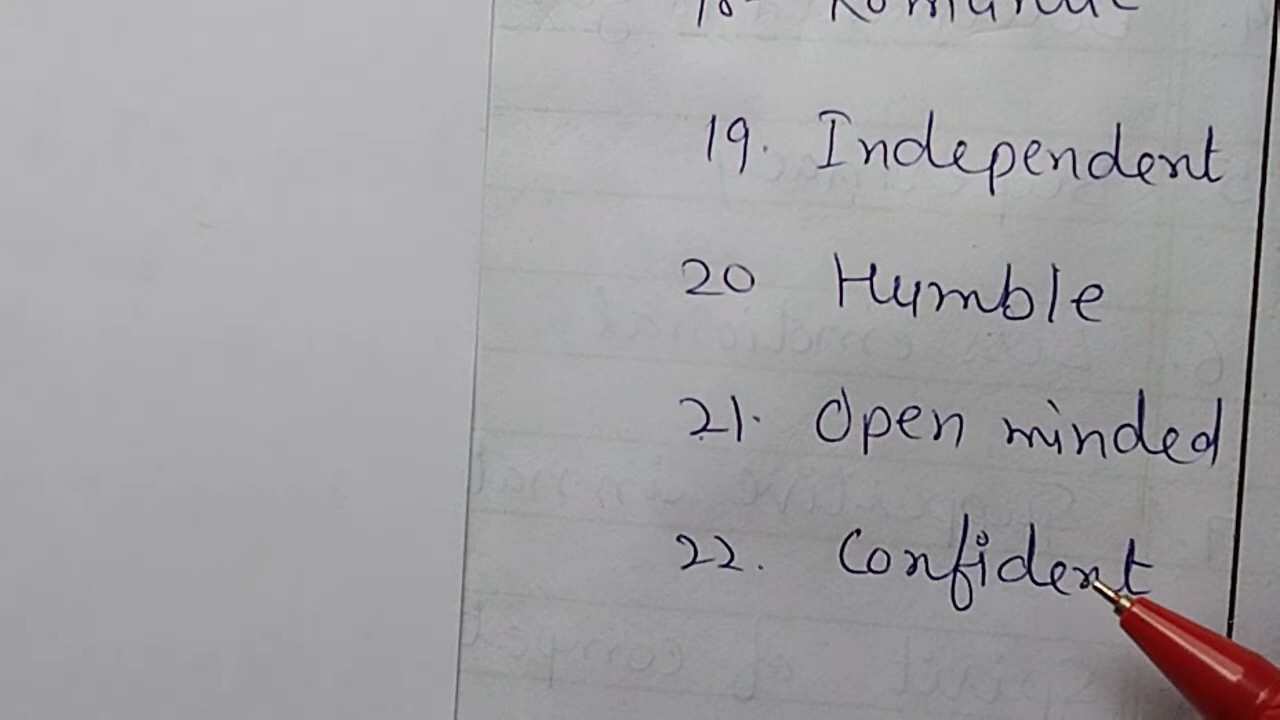 19. Independent
20 Humble
21. Open minded
22. Confident